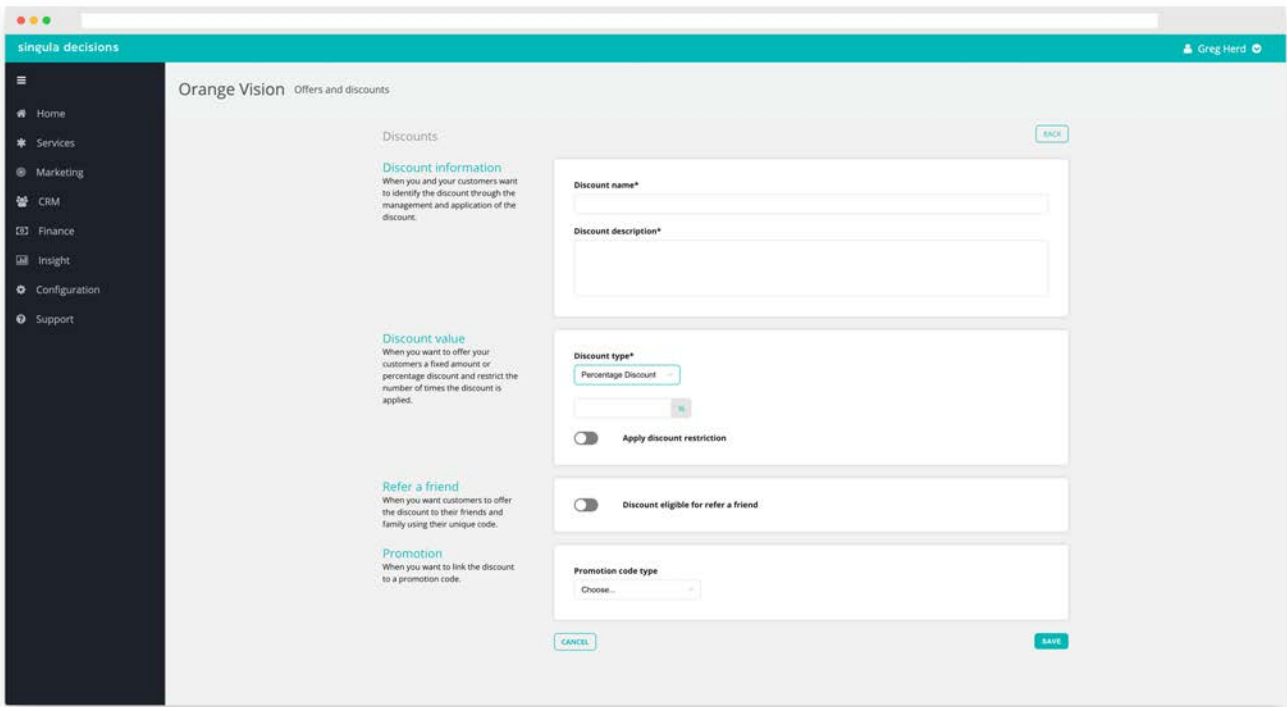 singula decisions
Greg Herd
Home
Services
Marketing
CRM
Finance
Insight
Configuration
Support
Orange Vision Offers and discounts
Discounts
BACK
Discount information
When you and your customers want
to identify the discount through the
management and application of the
discount.
Discount name*
Discount description*
Discount value
When you want to offer your
customers a fixed amount or
percentage discount and restrict the
number of times the discount is
applied.
Discount type*
Percentage Discount
%
Apply discount restriction
Refer a friend
When you want customers to offer
the discount to their friends and
family using their unique code.
Discount eligible for refer a friend
Promotion
When you want to link the discount
to a promotion code.
Promotion code type
Choose...
CANCEL
SAVE